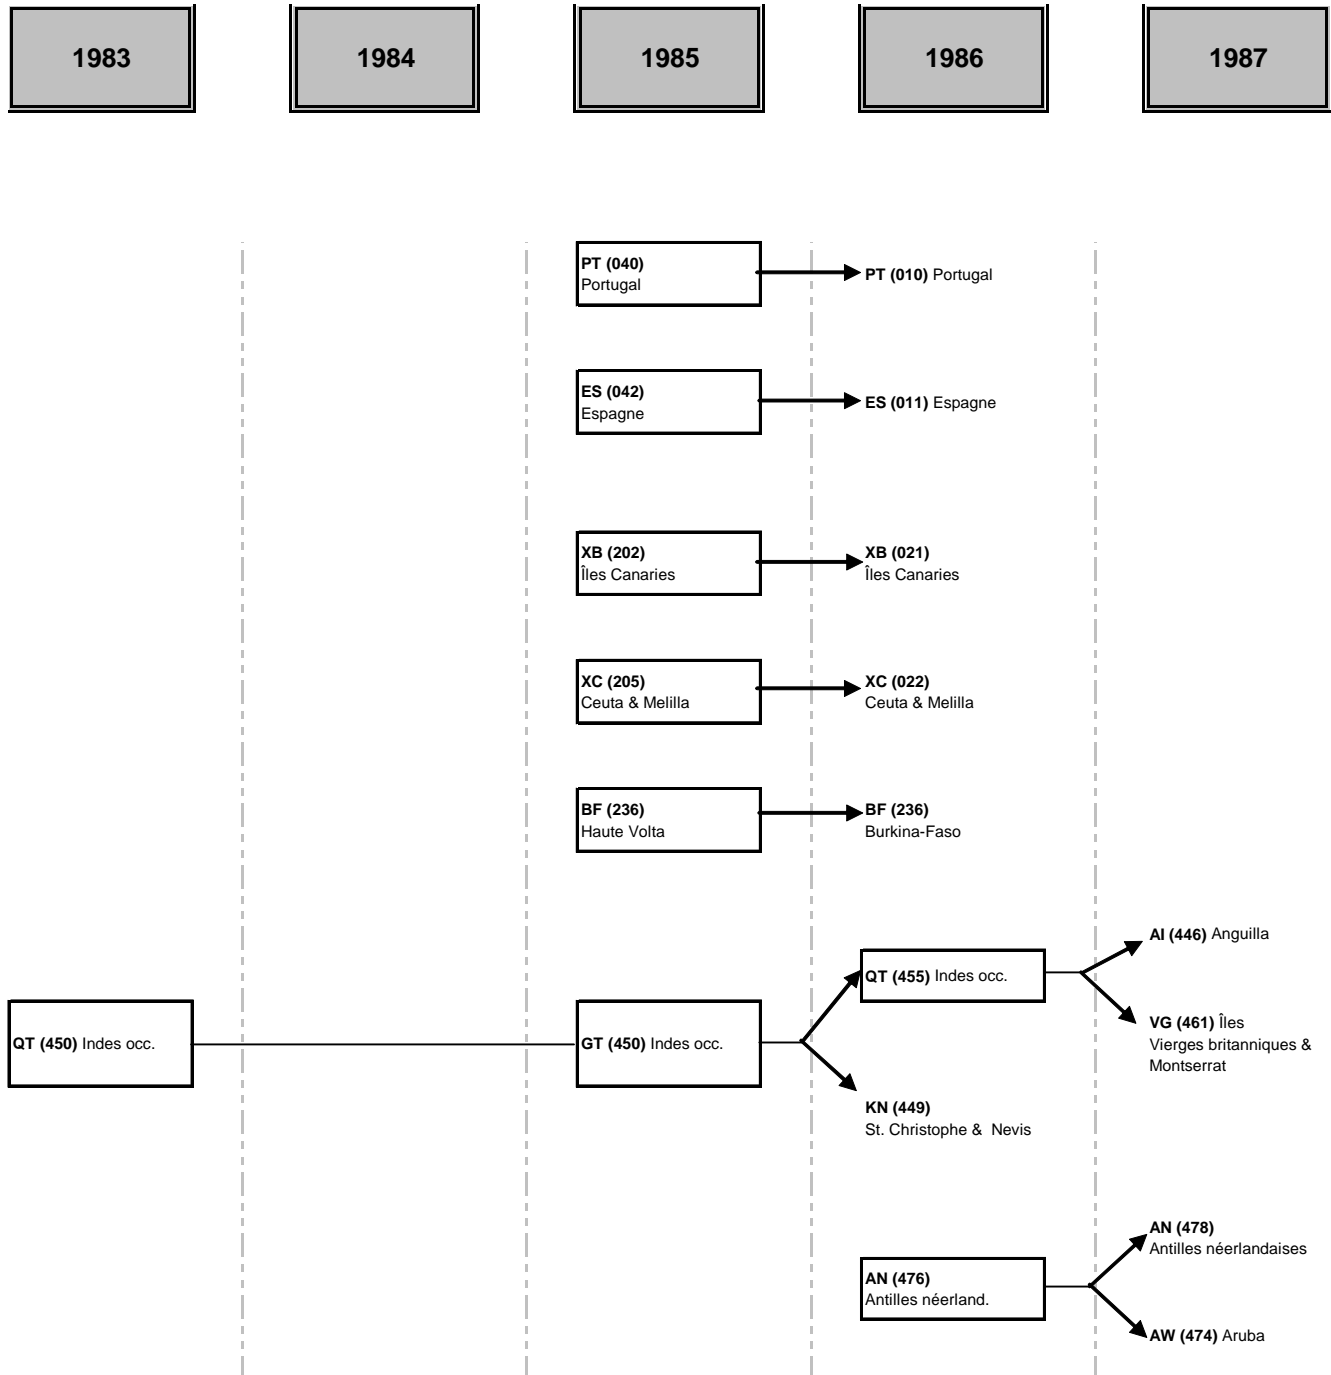 1983
1984
1985
1986
1987
PT (040)
Portugal
PT (010) Portugal
ES (042)
Espagne
ES (011) Espagne
XB (202)
Îles Canaries
XB (021)
Îles Canaries
XC (205)
Ceuta & Melilla
XC (022)
Ceuta & Melilla
BF (236)
Haute Volta
BF (236)
Burkina-Faso
QT (450) Indes occ.
GT (450) Indes occ.
QT (455) Indes occ.
KN (449)
St. Christophe & Nevis
AI (446) Anguilla
VG (461) Îles
Vierges britanniques &
Montserrat
AN (476)
Antilles néerland.
AN (478)
Antilles néerlandaises
AW (474) Aruba